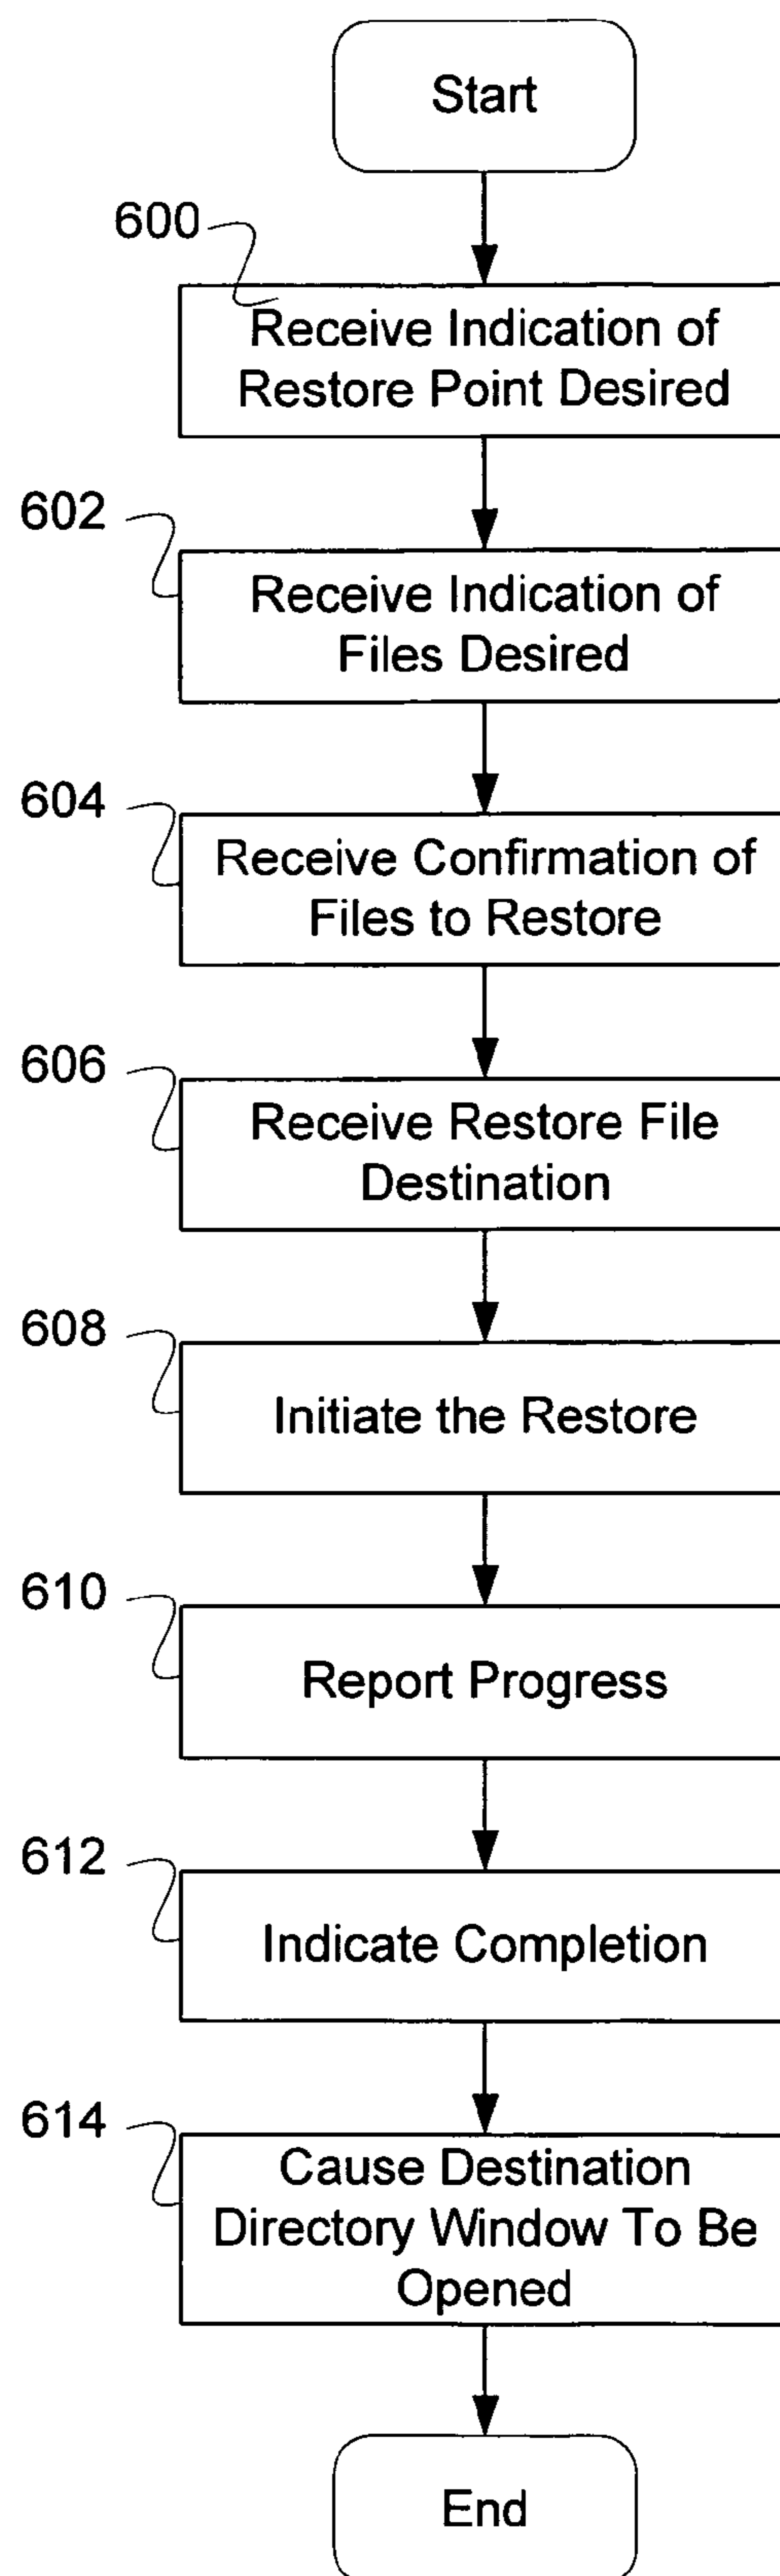 Start
600
Receive Indication of
Restore Point Desired
602
Receive Indication of
Files Desired
604
Receive Confirmation of
Files to Restore
606
Receive Restore File
Destination
608
Initiate the Restore
610
Report Progress
612
Indicate Completion
614
Cause Destination
Directory Window To Be
Opened
End